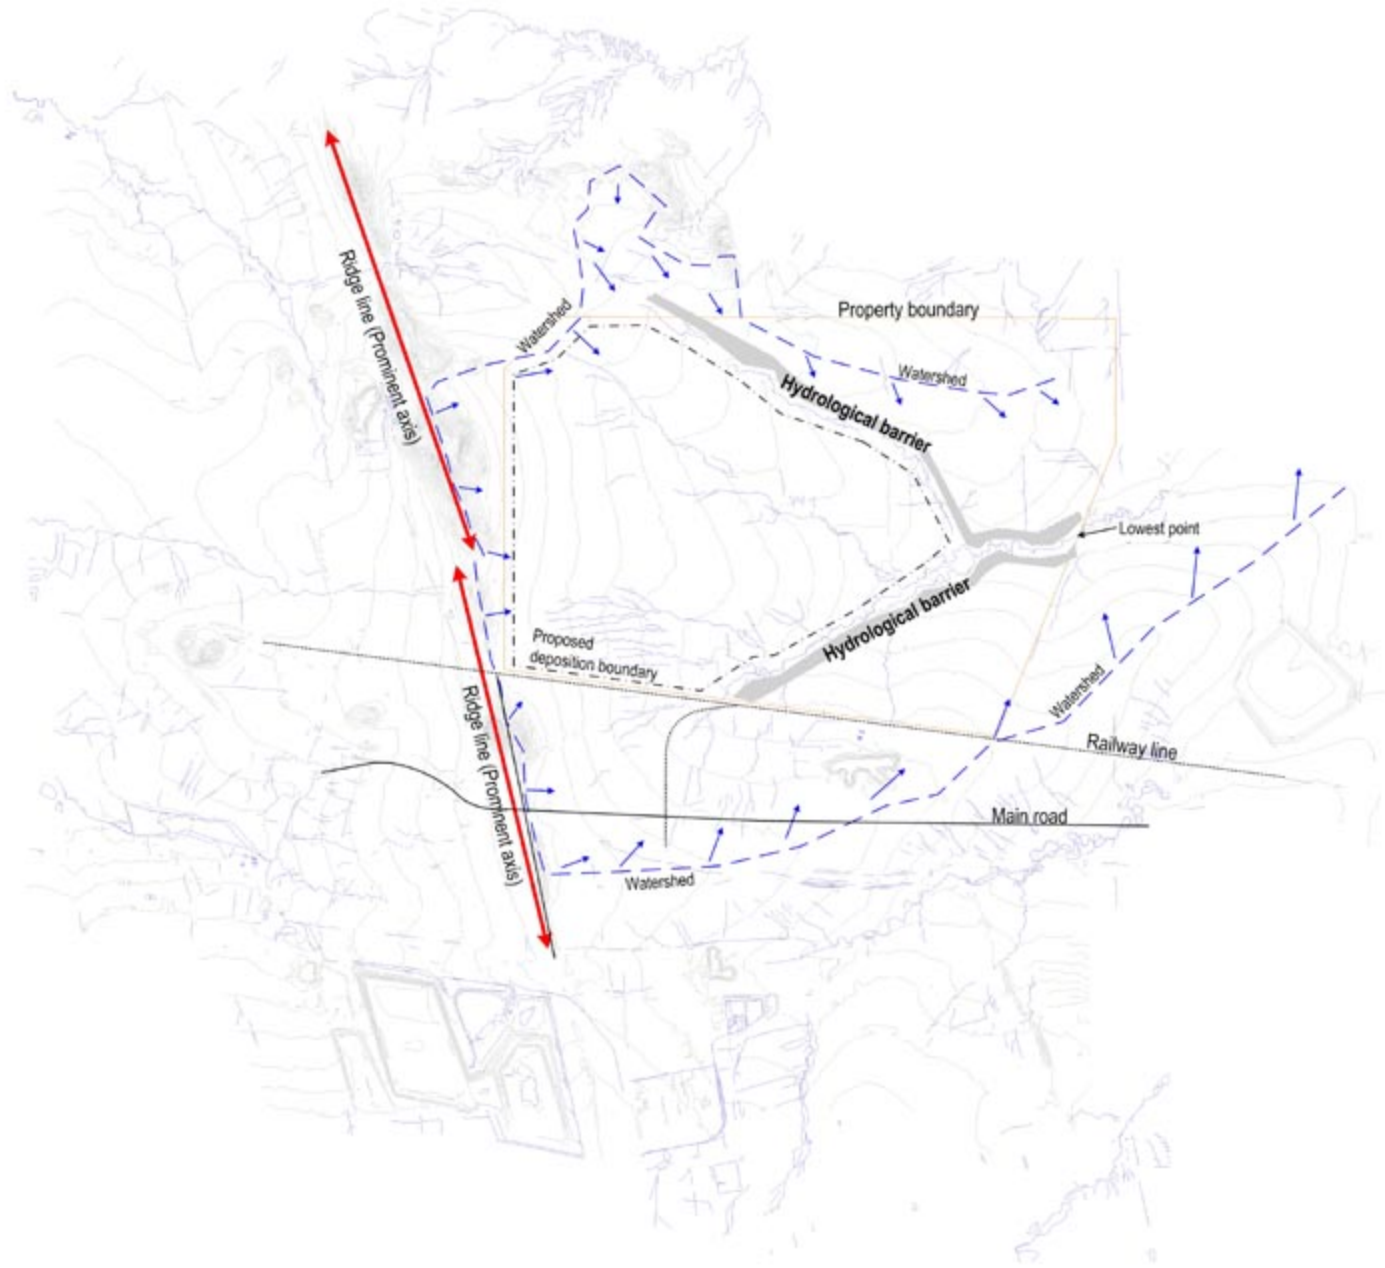 Ridge line (Prominent axis)
Watershed
Property boundary
Watershed
Hydrological barrier
Lowest point
Hydrological barrier
Proposed
deposition boundary
Watershed
Ridge line (Prominent axis)
Railway line
Main road
Watershed